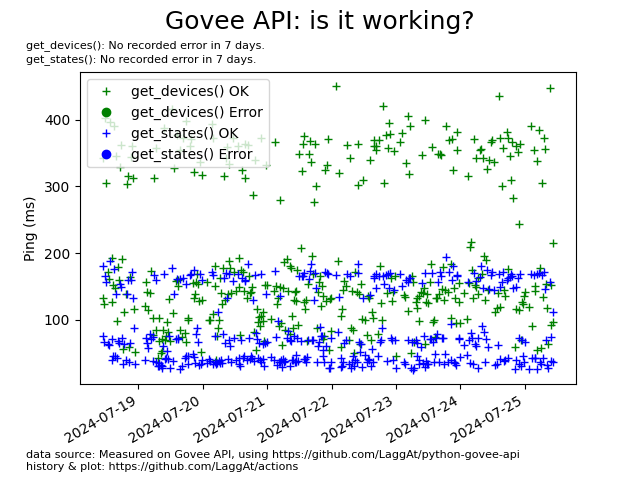 Govee API: is it working?
get_devices(): No recorded error in 7 days.
get_states(): No recorded error in 7 days.
get_devices() OK
get_devices() Error
get_states() OK
get_states() Error
400
300
200
100
Ping (ms)
2024-07-19
2024-07-20
2024-07-21
2024-07-22
2024-07-23
2024-07-24
2024-07-25
data source: Measured on Govee API, using https://github.com/LaggAt/python-govee-api
history & plot: https://github.com/LaggAt/actions